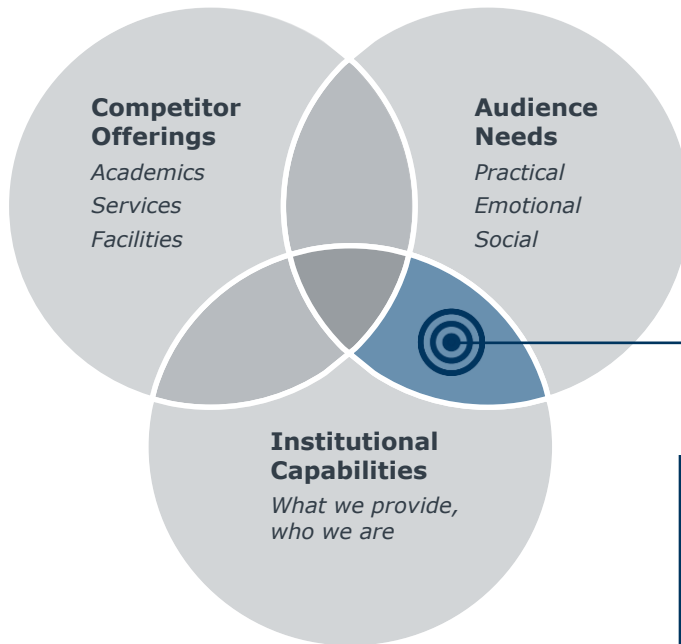 Competitor
Offerings
Academics
Services
Facilities
Audience
Needs
Practical
Emotional
Social
Institutional
Capabilities
What we provide,
who we are